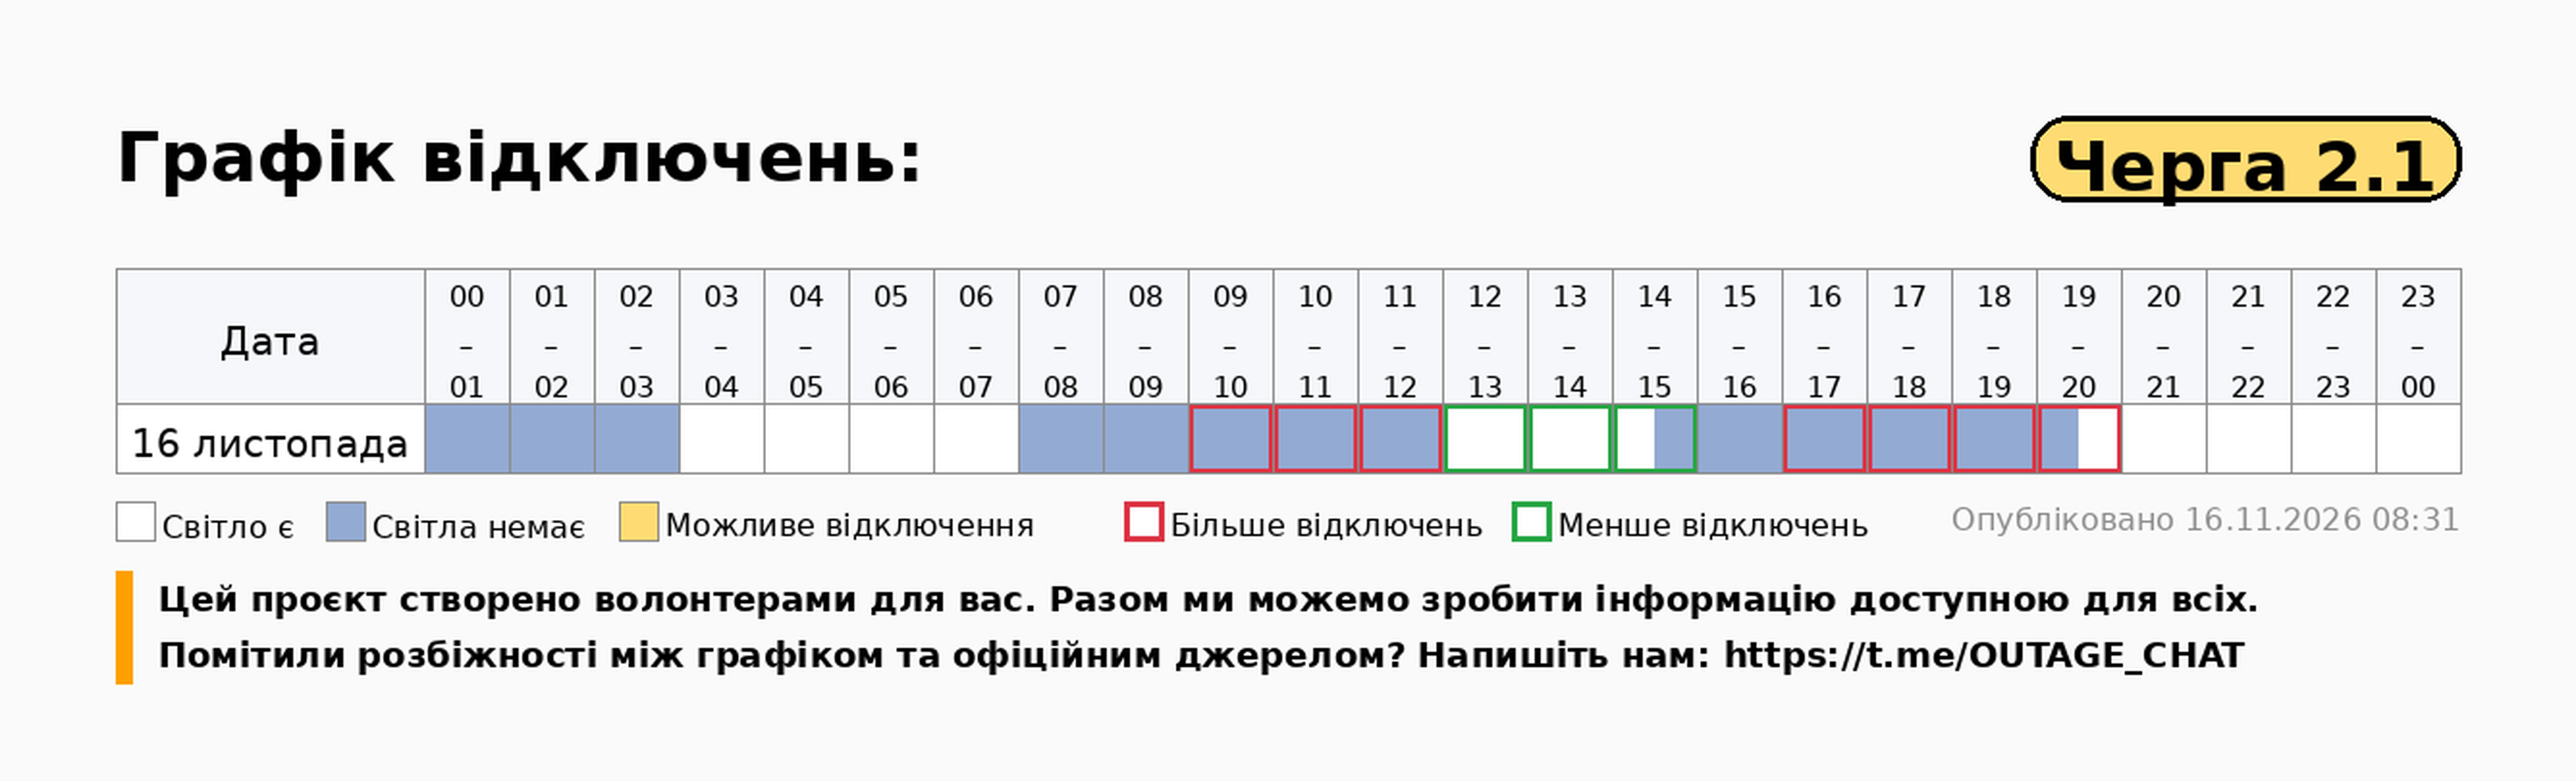 Графік відключень:
Черга 2.1
Дата 00 – 01 01 – 02 02 – 03 03 – 04 04 – 05 05 – 06 06 – 07 07 – 08 08 – 09 09 – 10 10 – 11 11 – 12 12 – 13 13 – 14 14 – 15 15 – 16 16 – 17 17 – 18 18 – 19 19 – 20 20 – 21 21 – 22 22 – 23 23 – 00
16 листопада
Світло є Світла немає Можливе відключення Більше відключень Менше відключень Опубліковано 16.11.2026 08:31
Цей проєкт створено волонтерами для вас. Разом ми можемо зробити інформацію доступною для всіх.
Помітили розбіжності між графіком та офіційним джерелом? Напишіть нам: https://t.me/OUTAGE_CHAT